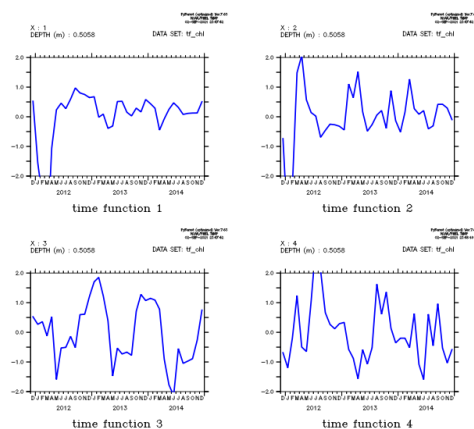 X : 1
DEPTH (m) : 0.5058
DATA SET: tf_chl
2.0
1.0
0.0
-1.0
-2.0
D J F M A M J J A S O N D J F M A M J J A S O N D J F M A M J J A S O N D
2012 2013 2014
time function 1
X : 2
DEPTH (m) : 0.5058
DATA SET: tf_chl
2.0
1.0
0.0
-1.0
-2.0
D J F M A M J J A S O N D J F M A M J J A S O N D J F M A M J J A S O N D
2012 2013 2014
time function 2
X : 3
DEPTH (m) : 0.5058
DATA SET: tf_chl
2.0
1.0
0.0
-1.0
-2.0
D J F M A M J J A S O N D J F M A M J J A S O N D J F M A M J J A S O N D
2012 2013 2014
time function 3
X : 4
DEPTH (m) : 0.5058
DATA SET: tf_chl
2.0
1.0
0.0
-1.0
-2.0
D J F M A M J J A S O N D J F M A M J J A S O N D J F M A M J J A S O N D
2012 2013 2014
time function 4